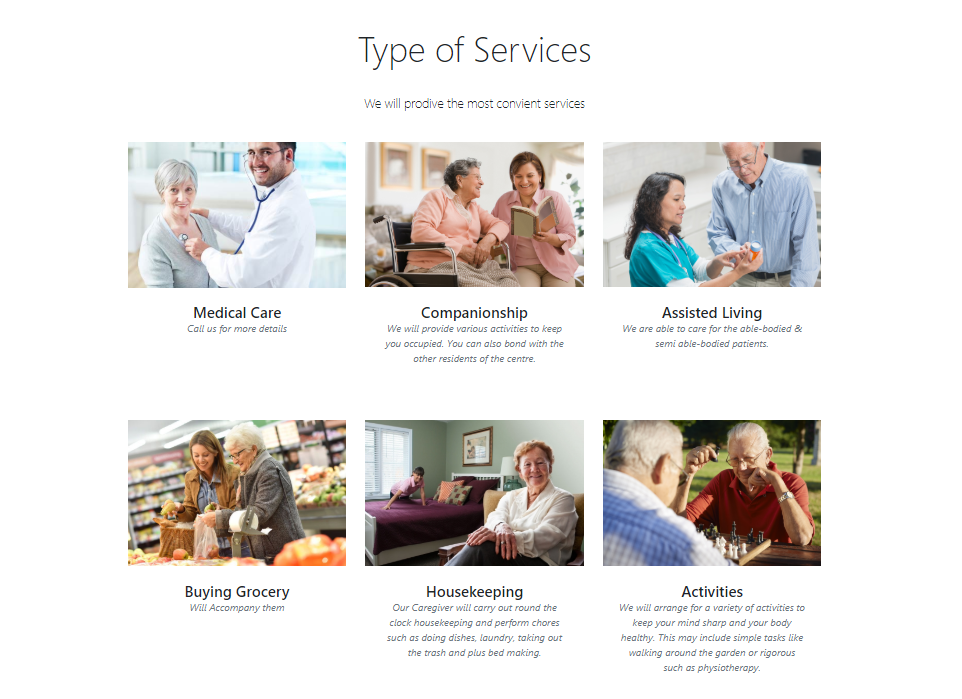 Type of Services
We will prodive the most convient services
Medical Care
Call us for more details
Companionship
We will provide various activities to keep
you occupied. You can also bond with the
other residents of the centre.
Assisted Living
We are able to care for the able-bodied &
semi able-bodied patients.
Buying Grocery
Will Accompany them
Housekeeping
Our Caregiver will carry out round the
clock housekeeping and perform chores
such as doing dishes, laundry, taking out
the trash and plus bed making.
Activities
We will arrange for a variety of activities to
keep your mind sharp and your body
healthy. This may include simple tasks like
walking around the garden or rigorous
such as physiotherapy.